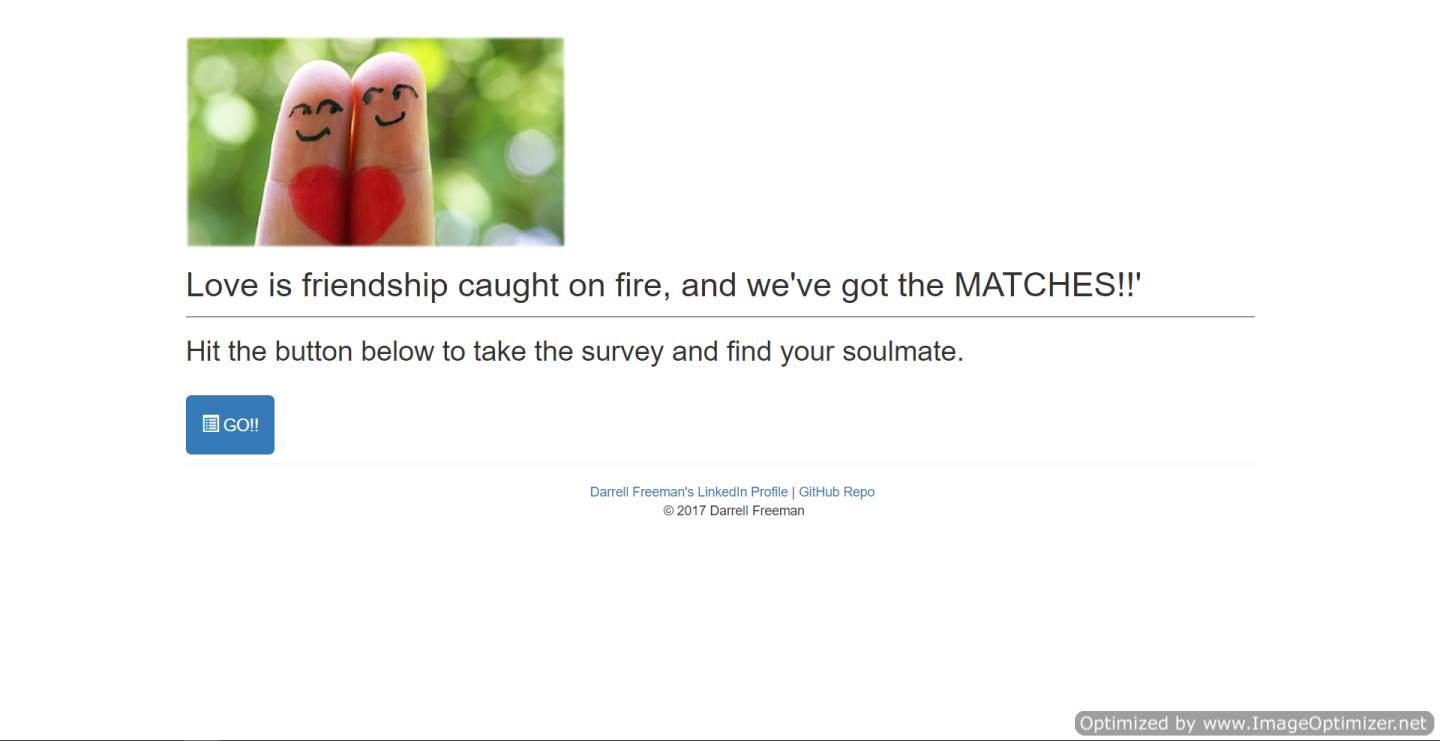 Love is friendship caught on fire, and we've got the MATCHES!!'
Hit the button below to take the survey and find your soulmate.
GO!!
Darrell Freeman's LinkedIn Profile | GitHub Repo
© 2017 Darrell Freeman
Optimized by www.ImageOptimizer.net